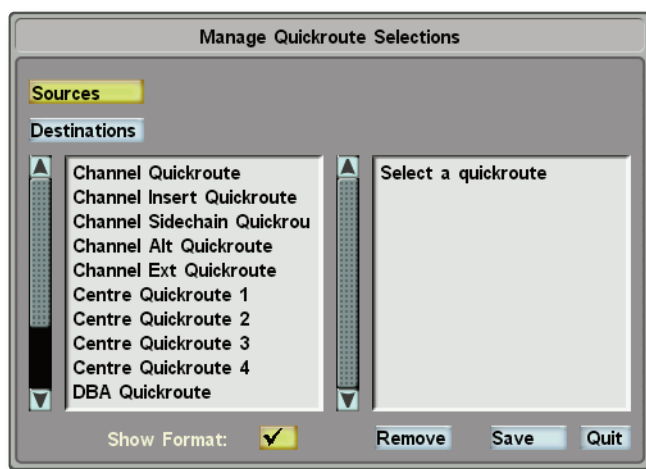 Manage Quickroute Selections
Sources
Destinations
Channel Quickroute
Channel Insert Quickroute
Channel Sidechain Quickrou
Channel Alt Quickroute
Channel Ext Quickroute
Centre Quickroute 1
Centre Quickroute 2
Centre Quickroute 3
Centre Quickroute 4
DBA Quickroute
Select a quickroute
Show Format:
Remove
Save
Quit